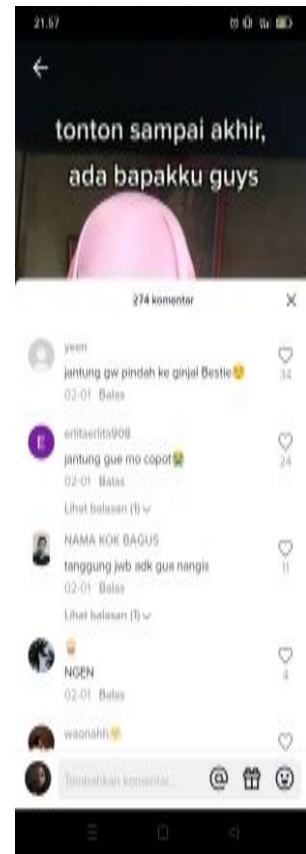 21.57
tonton sampai akhir,
ada bapakku guys
274 komentar
yeen
jantung gw pindah ke ginjal Bestie
34
02-01 Balas
E
erlitaerlita908
jantung gue mo copot
24
02-01 Balas
Lihat balasan (1)
NAMA KOK BAGUS
tanggung jwb adk gua nangis
11
02-01 Balas
Lihat balasan (1)
NGEN
4
02-01 Balas
waonahh
Tambahkan komentar...
@